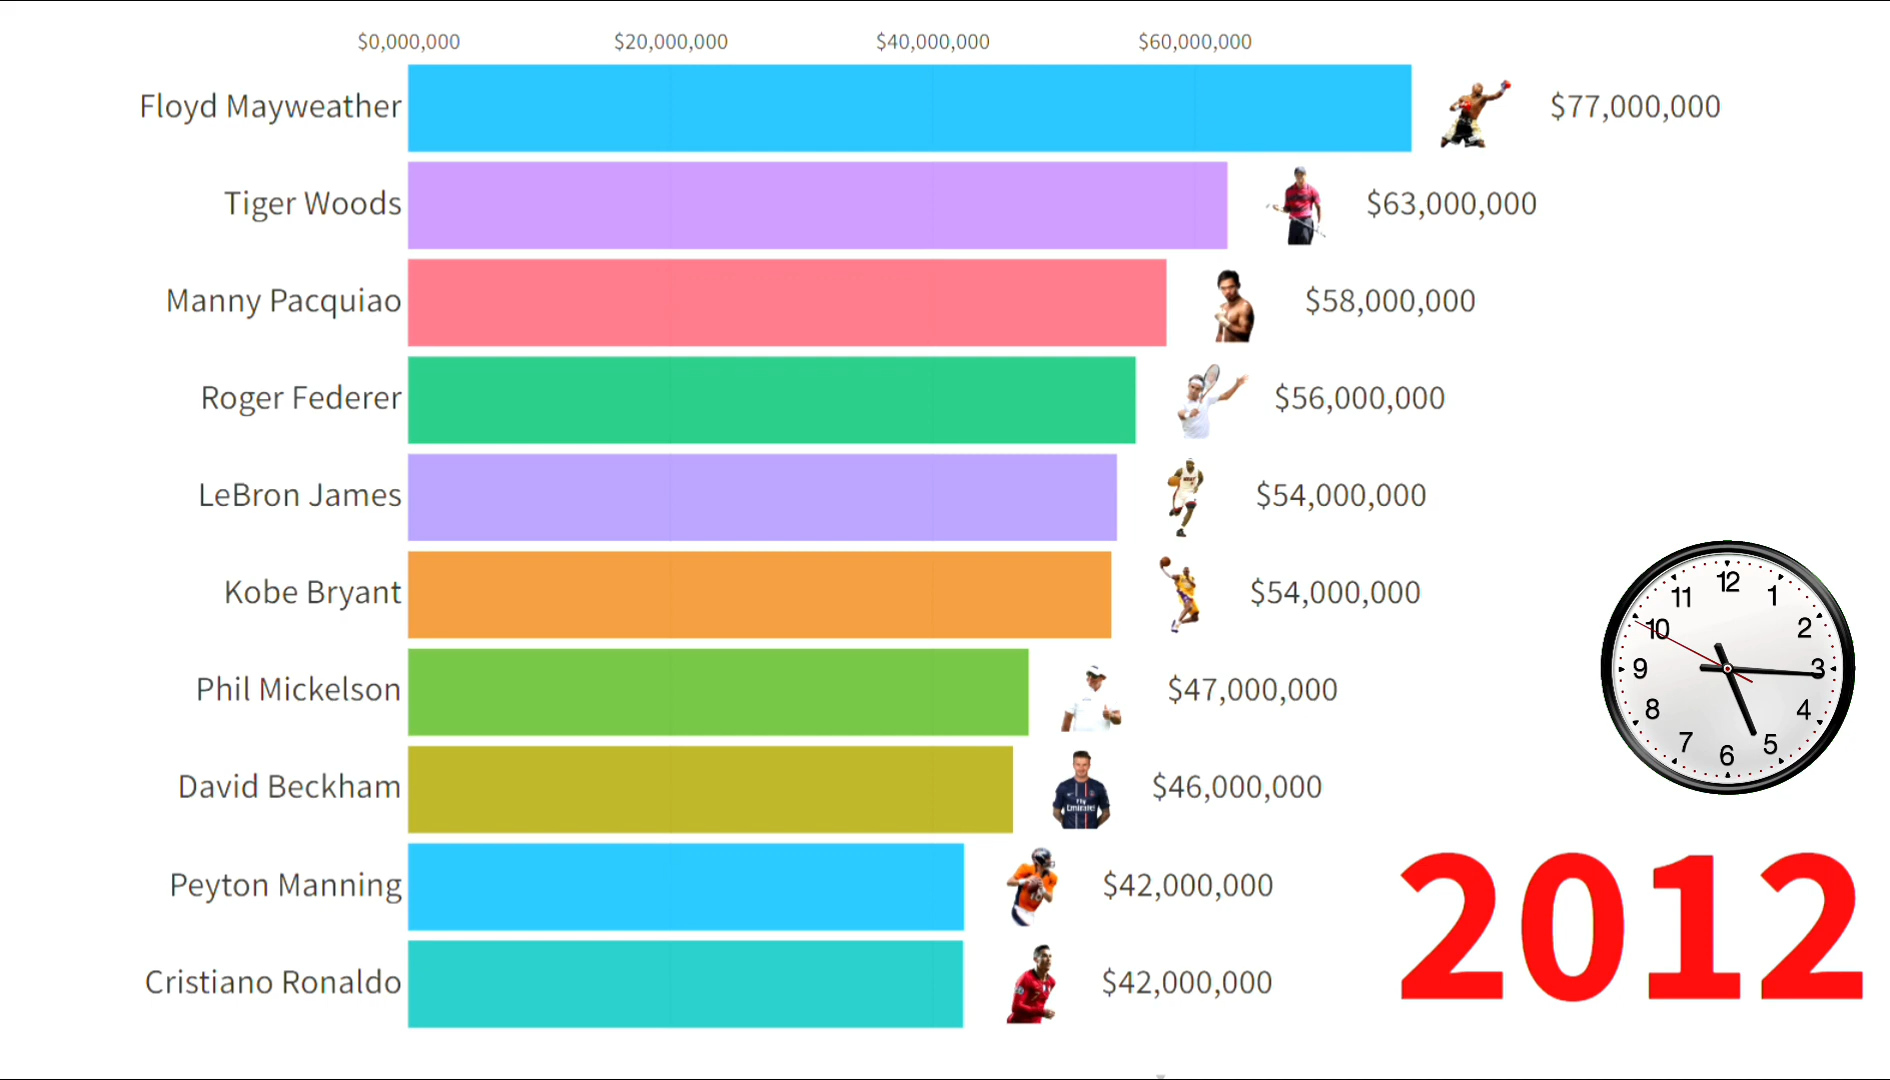 $0,000,000 $20,000,000 $40,000,000 $60,000,000
Floyd Mayweather $77,000,000
Tiger Woods $63,000,000
Manny Pacquiao $58,000,000
Roger Federer $56,000,000
LeBron James $54,000,000
Kobe Bryant $54,000,000
Phil Mickelson $47,000,000
David Beckham $46,000,000
Fly
Emirates
Peyton Manning $42,000,000
Cristiano Ronaldo $42,000,000
12
11 1
10 2
9 3
8 4
7 5
6
2012